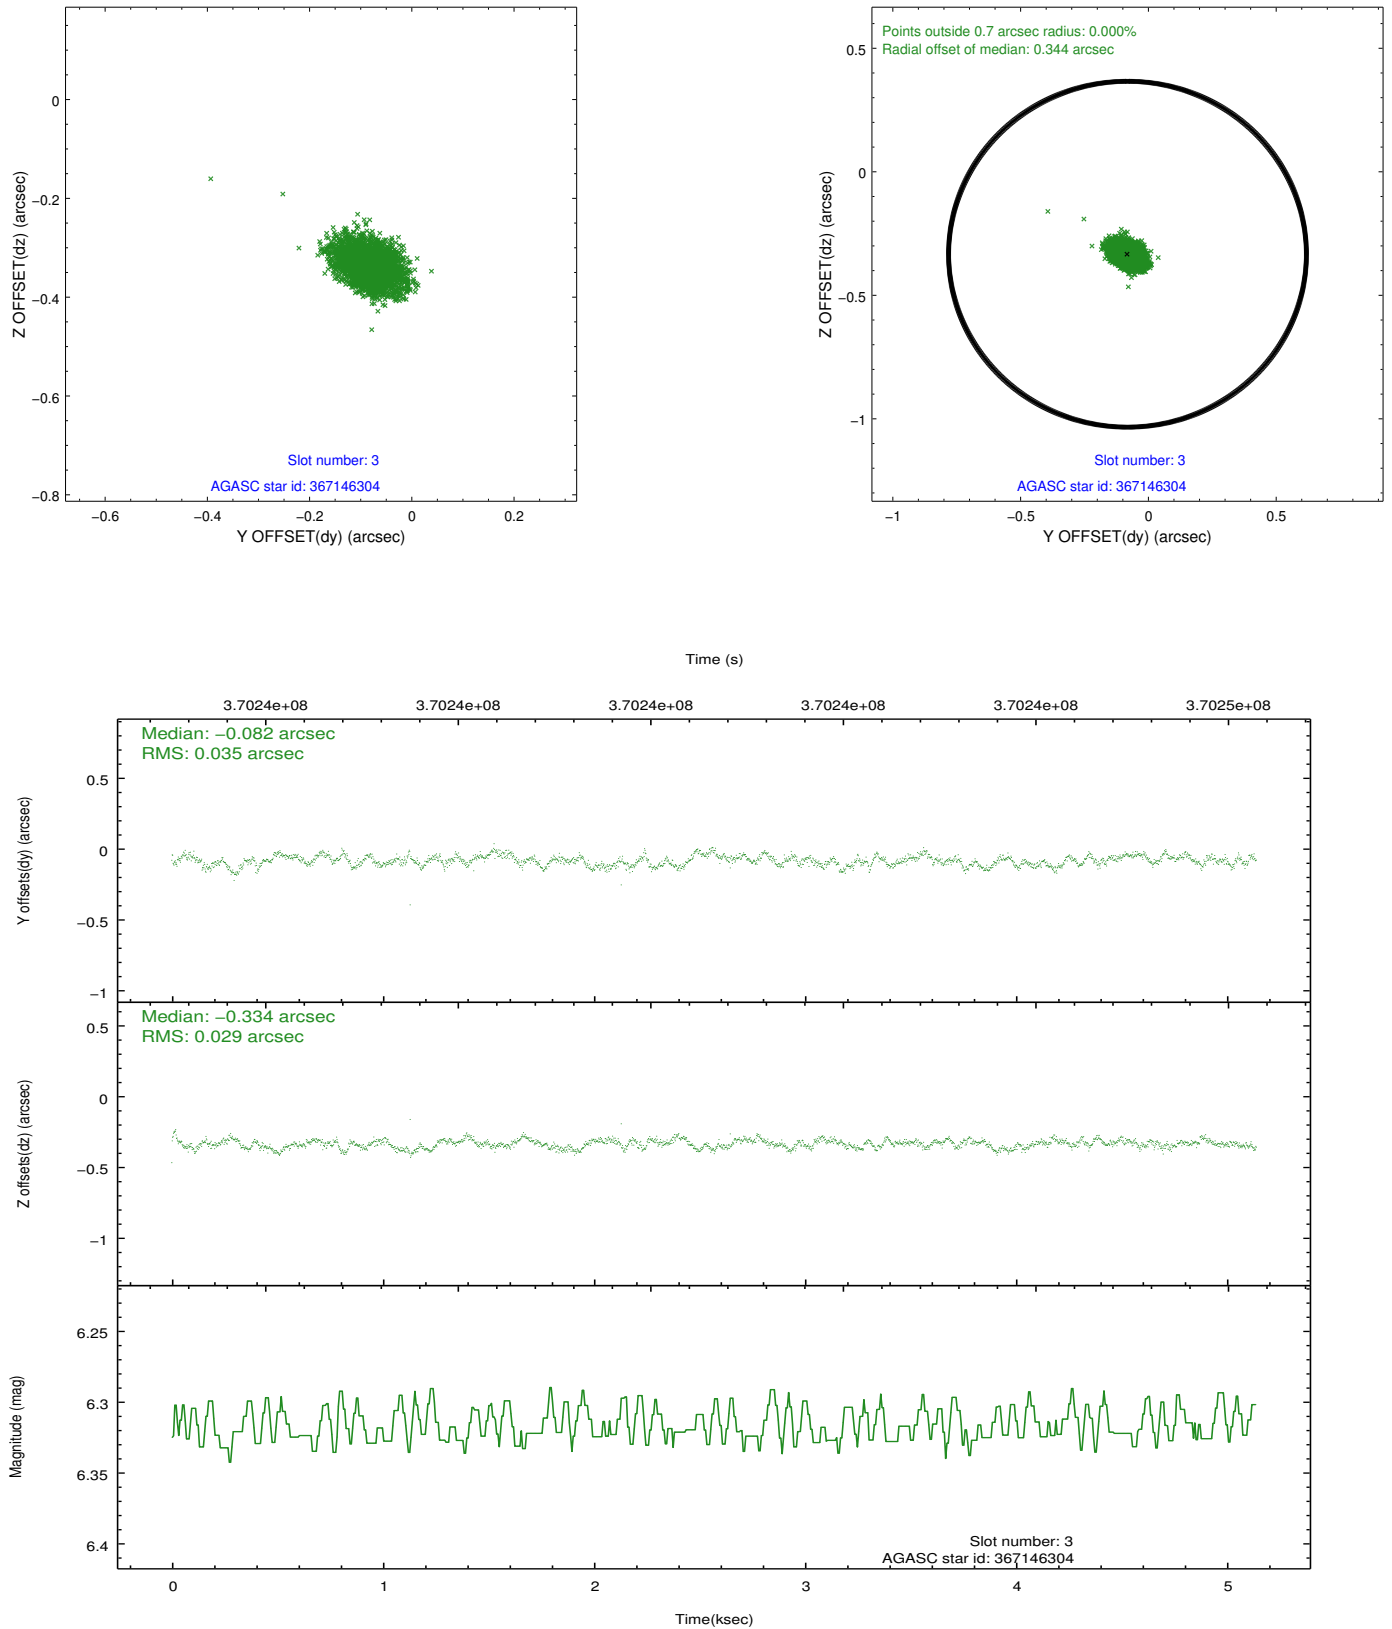 0
−0.2
−0.4
−0.6
−0.8
Z OFFSET(dz) (arcsec)
Slot number: 3
AGASC star id: 367146304
−0.6
−0.4
−0.2
0
0.2
Y OFFSET(dy) (arcsec)
Points outside 0.7 arcsec radius: 0.000%
Radial offset of median: 0.344 arcsec
0.5
0
−0.5
−1
Z OFFSET(dz) (arcsec)
Slot number: 3
AGASC star id: 367146304
−1
−0.5
0
0.5
Y OFFSET(dy) (arcsec)
Time (s)
3.7024e+08
3.7024e+08
3.7024e+08
3.7024e+08
3.7024e+08
3.7025e+08
Median: −0.082 arcsec
RMS: 0.035 arcsec
0.5
0
−0.5
−1
Y offsets(dy) (arcsec)
Median: −0.334 arcsec
RMS: 0.029 arcsec
0.5
0
−0.5
−1
Z offsets(dz) (arcsec)
6.25
6.3
6.35
6.4
Magnitude (mag)
Slot number: 3
AGASC star id: 367146304
0
1
2
3
4
5
Time(ksec)